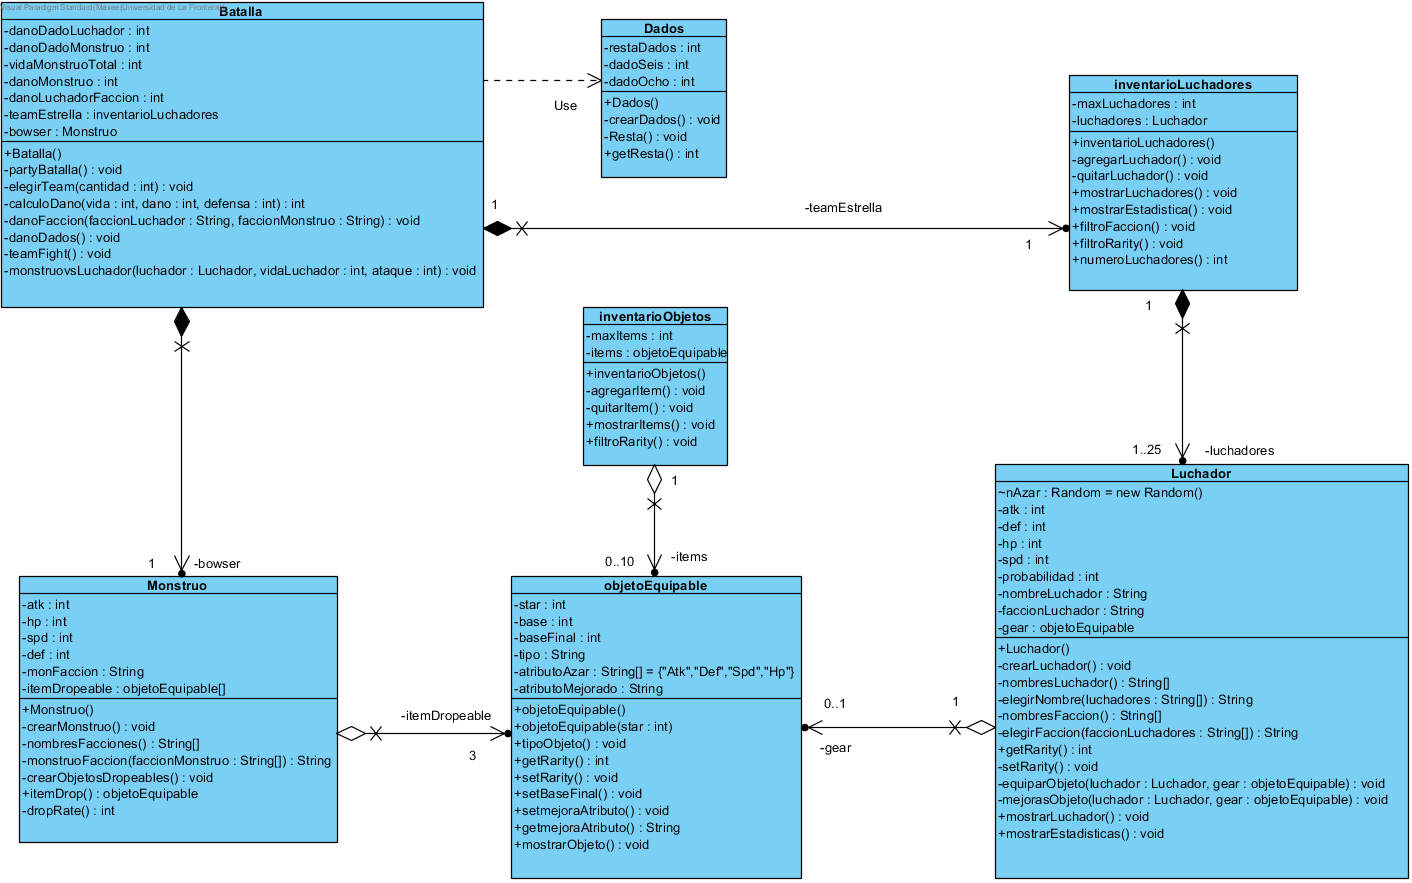 Visual Paradigm Standard(Maxee(Universidad de La Frontera))
Batalla
-danoDadoLuchador : int
-danoDadoMonstruo : int
-vidaMonstruoTotal : int
-danoMonstruo : int
-danoLuchadorFaccion : int
-teamEstrella : inventarioLuchadores
-bowser : Monstruo
+Batalla()
-partyBatalla() : void
-elegirTeam(cantidad : int) : void
-calculoDano(vida : int, dano : int, defensa : int) : int
-danoFaccion(faccionLuchador : String, faccionMonstruo : String) : void
-danoDados() : void
-teamFight() : void
-monstruovsLuchador(luchador : Luchador, vidaLuchador : int, ataque : int) : void
Use
Dados
-restaDados : int
-dadoSeis : int
-dadoOcho : int
+Dados()
-crearDados() : void
-Resta() : void
+getResta() : int
1
-teamEstrella
1
inventarioLuchadores
-maxLuchadores : int
-luchadores : Luchador
+inventarioLuchadores()
-agregarLuchador() : void
-quitarLuchador() : void
+mostrarLuchadores() : void
+mostrarEstadistica() : void
+filtroFaccion() : void
+filtroRarity() : void
+numeroLuchadores() : int
1
1..25
-luchadores
inventarioObjetos
-maxItems : int
-items : objetoEquipable
+inventarioObjetos()
-agregarItem() : void
-quitarItem() : void
+mostrarItems() : void
+filtroRarity() : void
1
0..10
-items
1
-bowser
Monstruo
-atk : int
-hp : int
-spd : int
-def : int
-monFaccion : String
-itemDropeable : objetoEquipable[]
+Monstruo()
-crearMonstruo() : void
-nombresFacciones() : String[]
-monstruoFaccion(faccionMonstruo : String[]) : String
-crearObjetosDropeables() : void
+itemDrop() : objetoEquipable
-dropRate() : int
-itemDropeable
3
objetoEquipable
-star : int
-base : int
-baseFinal : int
-tipo : String
-atributoAzar : String[] = {"Atk","Def","Spd","Hp"}
-atributoMejorado : String
+objetoEquipable()
+objetoEquipable(star : int)
+tipoObjeto() : void
+getRarity() : int
+setRarity() : void
+setBaseFinal() : void
+setmejoraAtributo() : void
+getmejoraAtributo() : String
+mostrarObjeto() : void
0..1
1
-gear
Luchador
~nAzar : Random = new Random()
-atk : int
-def : int
-hp : int
-spd : int
-probabilidad : int
-nombreLuchador : String
-faccionLuchador : String
-gear : objetoEquipable
+Luchador()
-crearLuchador() : void
-nombresLuchador() : String[]
-elegirNombre(luchadores : String[]) : String
-nombresFaccion() : String[]
-elegirFaccion(faccionLuchadores : String[]) : String
+getRarity() : int
-setRarity() : void
-equiparObjeto(luchador : Luchador, gear : objetoEquipable) : void
-mejorasObjeto(luchador : Luchador, gear : objetoEquipable) : void
+mostrarLuchador() : void
+mostrarEstadisticas() : void